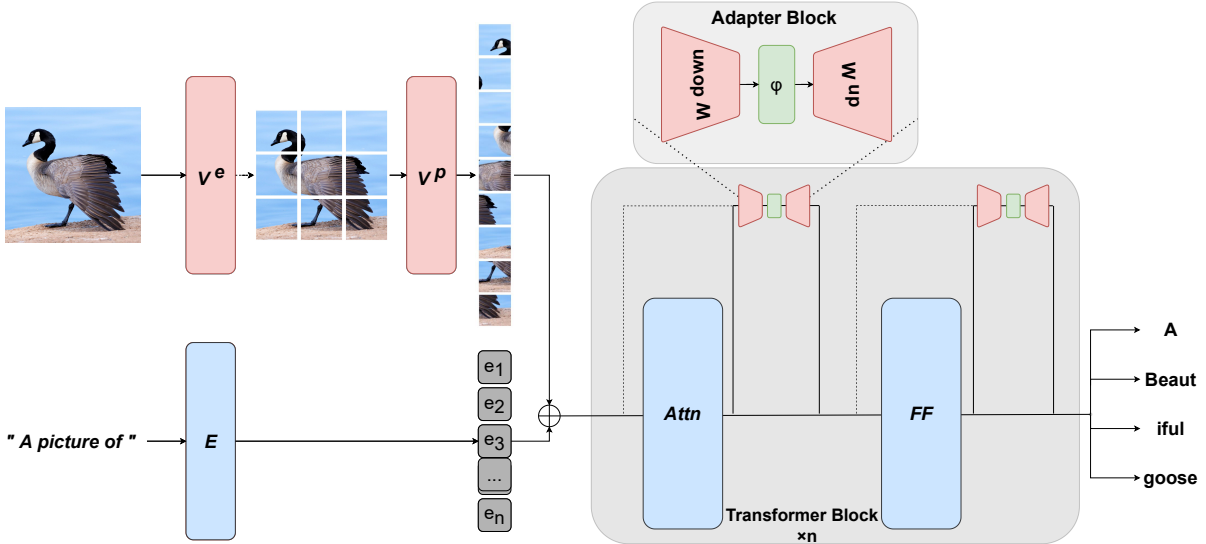 Adapter Block
W down
φ
W up
V e
V p
e1
e2
e3
...
en
" A picture of "
E
Attn
FF
Transformer Block
×n
A
Beaut
iful
goose